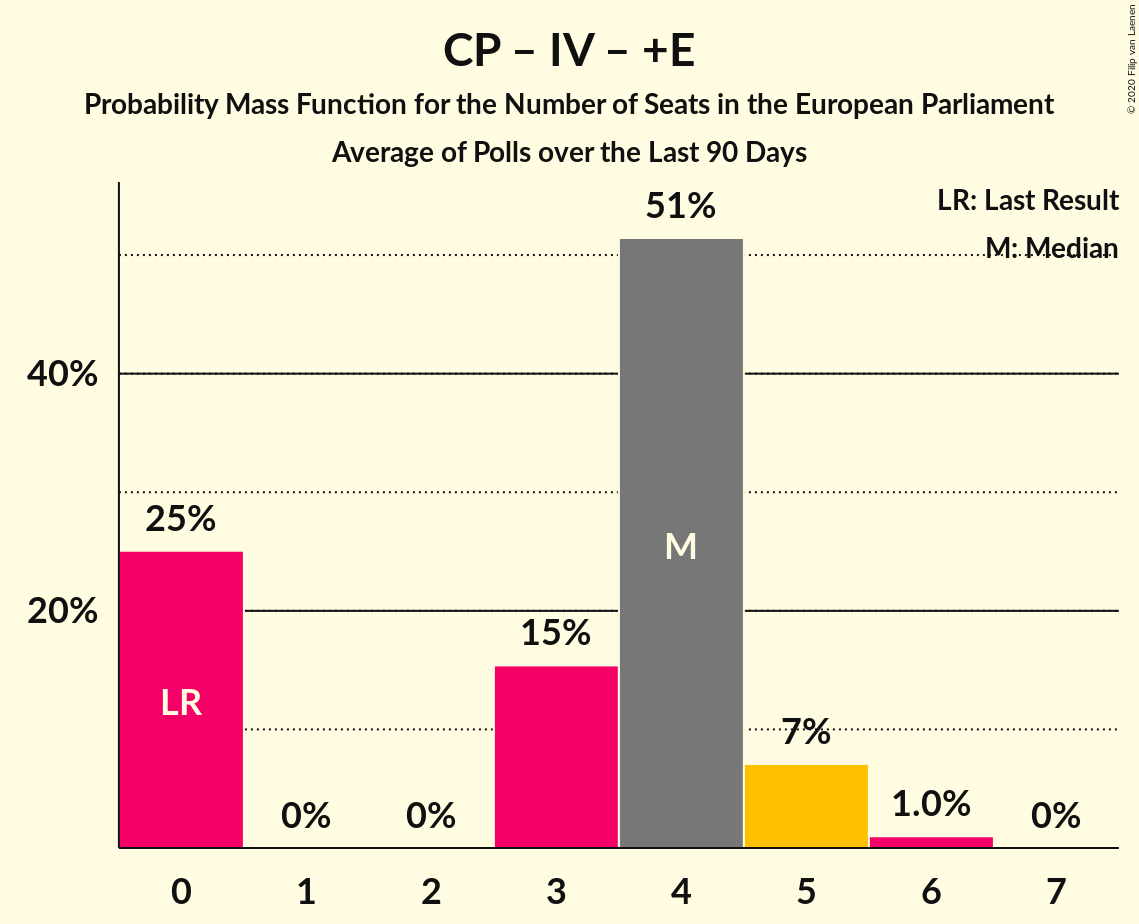 CP – IV – +E
Probability Mass Function for the Number of Seats in the European Parliament
Average of Polls over the Last 90 Days
© 2020 Filip van Laenen
LR: Last Result
M: Median
51%
40%
25%
M
20%
15%
LR
7%
1.0%
0%
0%
0%
0 1 2 3 4 5 6 7